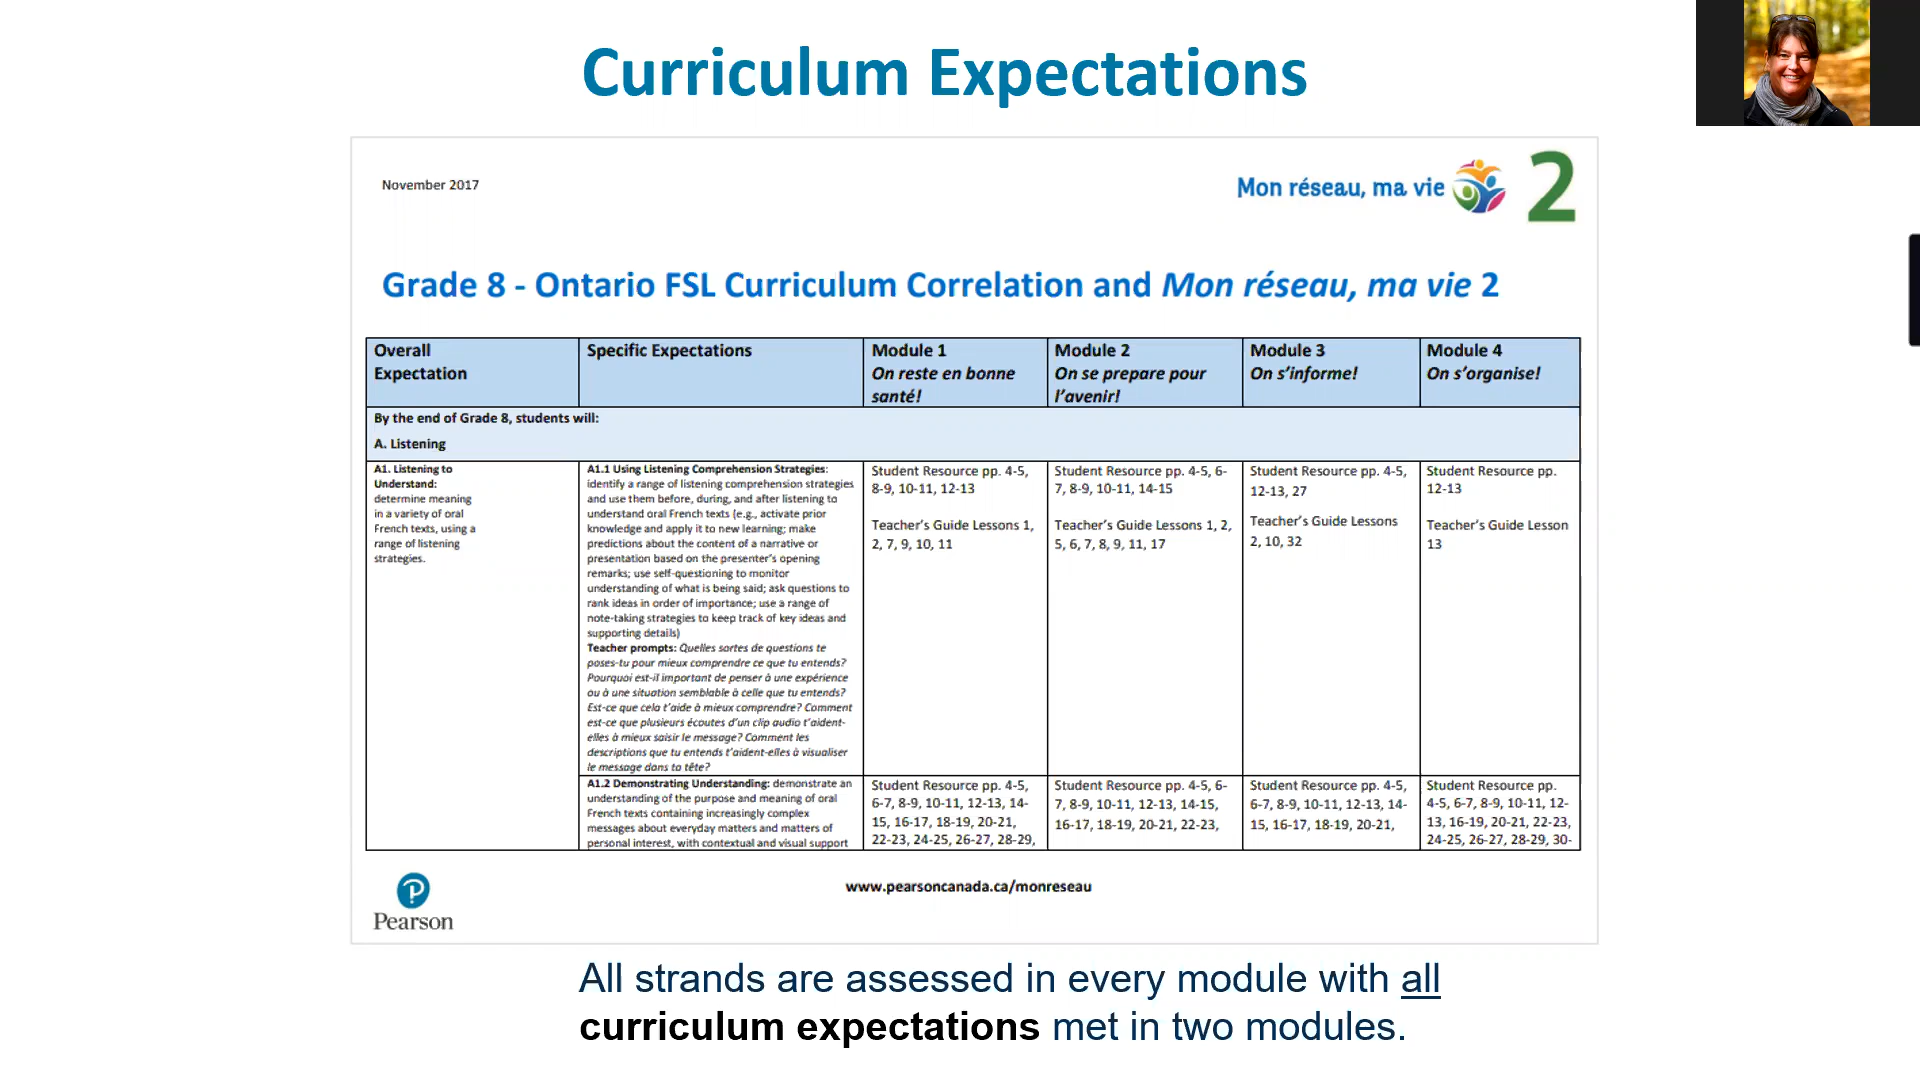 Curriculum Expectations
November 2017
Mon réseau, ma vie 2
Grade 8 - Ontario FSL Curriculum Correlation and Mon réseau, ma vie 2
Overall
Expectation
Specific Expectations
Module 1
On reste en bonne
santé!
Module 2
On se prepare pour
l'avenir!
Module 3
On s'informe!
Module 4
On s'organise!
By the end of Grade 8, students will:
A. Listening
A1. Listening to
Understand:
determine meaning
in a variety of oral
French texts, using a
range of listening
strategies.
A1.1 Using Listening Comprehension Strategies:
identify a range of listening comprehension strategies
and use them before, during, and after listening to
understand oral French texts (e.g., activate prior
knowledge and apply it to new learning; make
predictions about the content of a narrative or
presentation based on the presenter's opening
remarks; use self-questioning to monitor
understanding of what is being said; ask questions to
rank ideas in order of importance; use a range of
note-taking strategies to keep track of key ideas and
supporting details)
Teacher prompts: Quelles sortes de questions te
poses-tu pour mieux comprendre ce que tu entends?
Pourquoi est-il important de penser à une expérience
ou à une situation semblable à celle que tu entends?
Est-ce que cela t'aide à mieux comprendre? Comment
est-ce que plusieurs écoutes d'un clip audio t'aident-
elles à mieux saisir le message? Comment les
descriptions que tu entends t'aident-elles à visualiser
le message dans ta tête?
Student Resource pp. 4-5,
8-9, 10-11, 12-13
Teacher's Guide Lessons 1,
2, 7, 9, 10, 11
Student Resource pp. 4-5, 6-
7, 8-9, 10-11, 14-15
Teacher's Guide Lessons 1, 2,
5, 6, 7, 8, 9, 11, 17
Student Resource pp. 4-5,
12-13, 27
Teacher's Guide Lessons
2, 10, 32
Student Resource pp.
12-13
Teacher's Guide Lesson
13
A1.2 Demonstrating Understanding: demonstrate an
understanding of the purpose and meaning of oral
French texts containing increasingly complex
messages about everyday matters and matters of
personal interest, with contextual and visual support
Student Resource pp. 4-5,
6-7, 8-9, 10-11, 12-13, 14-
15, 16-17, 18-19, 20-21,
22-23, 24-25, 26-27, 28-29,
Student Resource pp. 4-5, 6-
7, 8-9, 10-11, 12-13, 14-15,
16-17, 18-19, 20-21, 22-23,
Student Resource pp. 4-5,
6-7, 8-9, 10-11, 12-13, 14-
15, 16-17, 18-19, 20-21,
Student Resource pp.
4-5, 6-7, 8-9, 10-11, 12-
13, 16-19, 20-21, 22-23,
24-25, 26-27, 28-29, 30-
www.pearsoncanada.ca/monreseau
P
Pearson
All strands are assessed in every module with all
curriculum expectations met in two modules.